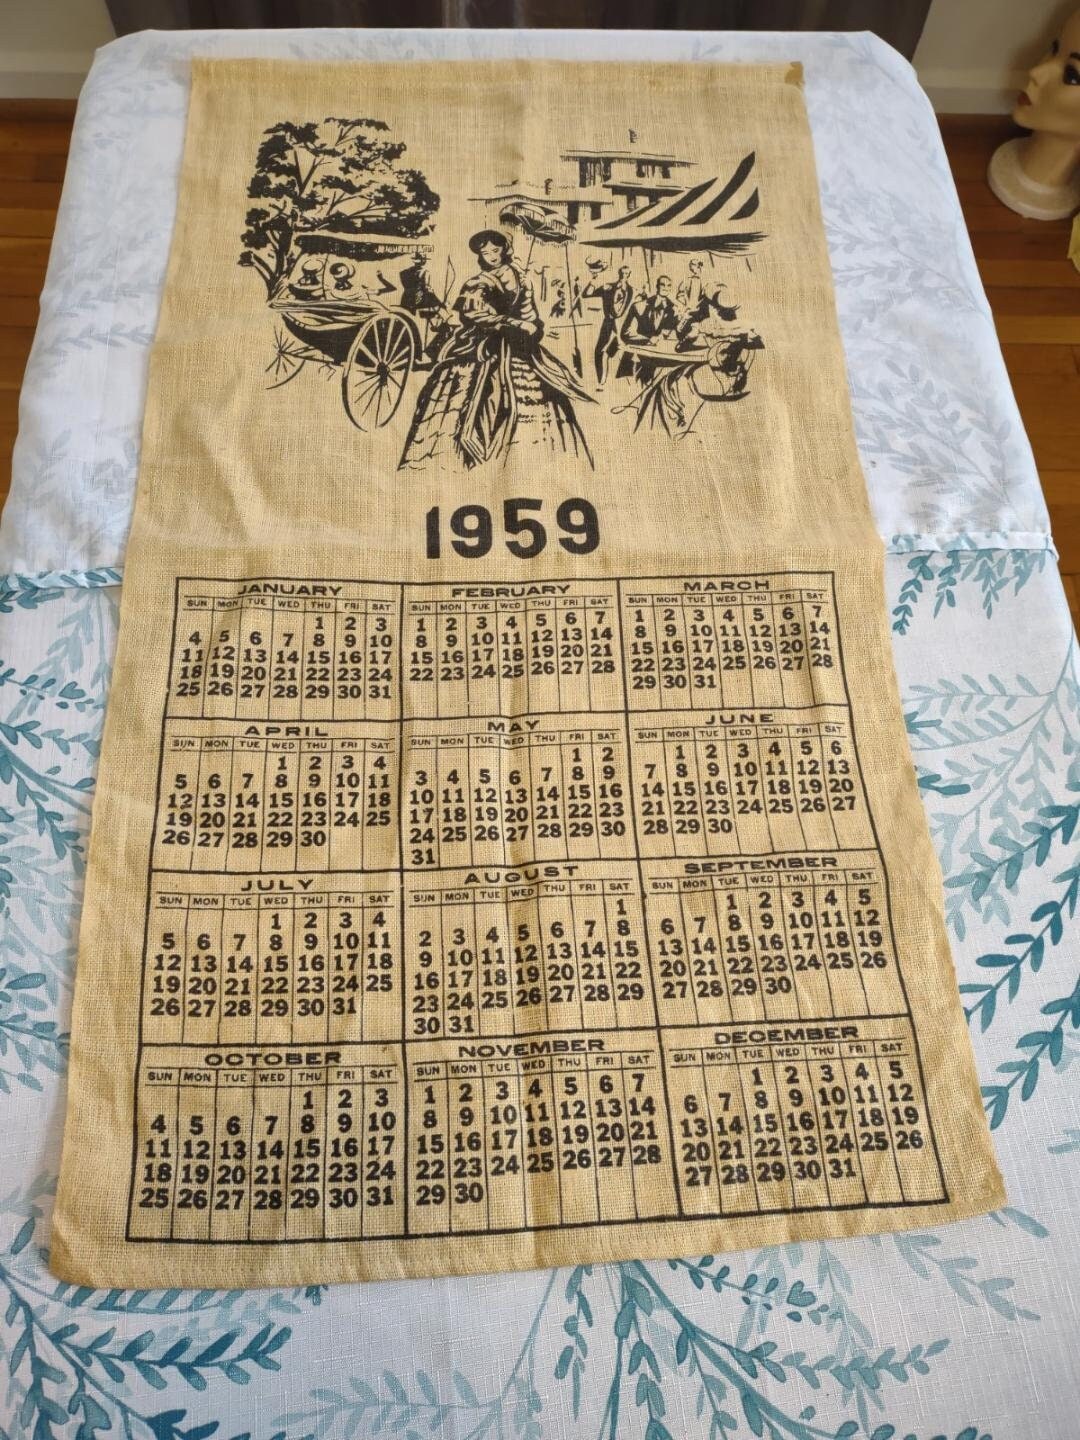 1959
JANUARY FEBRUARY MARCH
SUN MON TUE WED THU FRI SAT SUN MON TUE WED THU FRI SAT SUN MON TUE WED THU FRI SAT
1 2 3 1 2 3 4 5 6 7 1 2 3 4 5 6 7
4 5 6 7 8 9 10 8 9 10 11 12 13 14 8 9 10 11 12 13 14
11 12 13 14 15 16 17 15 16 17 18 19 20 21 15 16 17 18 19 20 21
18 19 20 21 22 23 24 22 23 24 25 26 27 28 22 23 24 25 26 27 28
25 26 27 28 29 30 31 29 30 31
APRIL MAY JUNE
SUN MON TUE WED THU FRI SAT SUN MON TUE WED THU FRI SAT SUN MON TUE WED THU FRI SAT
1 2 3 4 1 2 1 2 3 4 5 6
5 6 7 8 9 10 11 3 4 5 6 7 8 9 7 8 9 10 11 12 13
12 13 14 15 16 17 18 10 11 12 13 14 15 16 14 15 16 17 18 19 20
19 20 21 22 23 24 25 17 18 19 20 21 22 23 21 22 23 24 25 26 27
26 27 28 29 30 24 25 26 27 28 29 30 28 29 30
31
JULY AUGUST SEPTEMBER
SUN MON TUE WED THU FRI SAT SUN MON TUE WED THU FRI SAT SUN MON TUE WED THU FRI SAT
1 2 3 4 1 1 2 3 4 5
5 6 7 8 9 10 11 2 3 4 5 6 7 8 6 7 8 9 10 11 12
12 13 14 15 16 17 18 9 10 11 12 13 14 15 13 14 15 16 17 18 19
19 20 21 22 23 24 25 16 17 18 19 20 21 22 20 21 22 23 24 25 26
26 27 28 29 30 31 23 24 25 26 27 28 29 27 28 29 30
30 31
OCTOBER NOVEMBER DECEMBER
SUN MON TUE WED THU FRI SAT SUN MON TUE WED THU FRI SAT SUN MON TUE WED THU FRI SAT
1 2 3 1 2 3 4 5 6 7 1 2 3 4 5
4 5 6 7 8 9 10 8 9 10 11 12 13 14 6 7 8 9 10 11 12
11 12 13 14 15 16 17 15 16 17 18 19 20 21 13 14 15 16 17 18 19
18 19 20 21 22 23 24 22 23 24 25 26 27 28 20 21 22 23 24 25 26
25 26 27 28 29 30 31 29 30 27 28 29 30 31